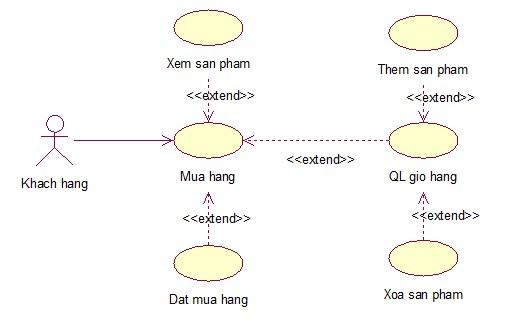 Xem san pham
Them san pham
<<extend>>
<<extend>>
Khach hang
Mua hang
<<extend>>
QL gio hang
<<extend>>
<<extend>>
Dat mua hang
Xoa san pham